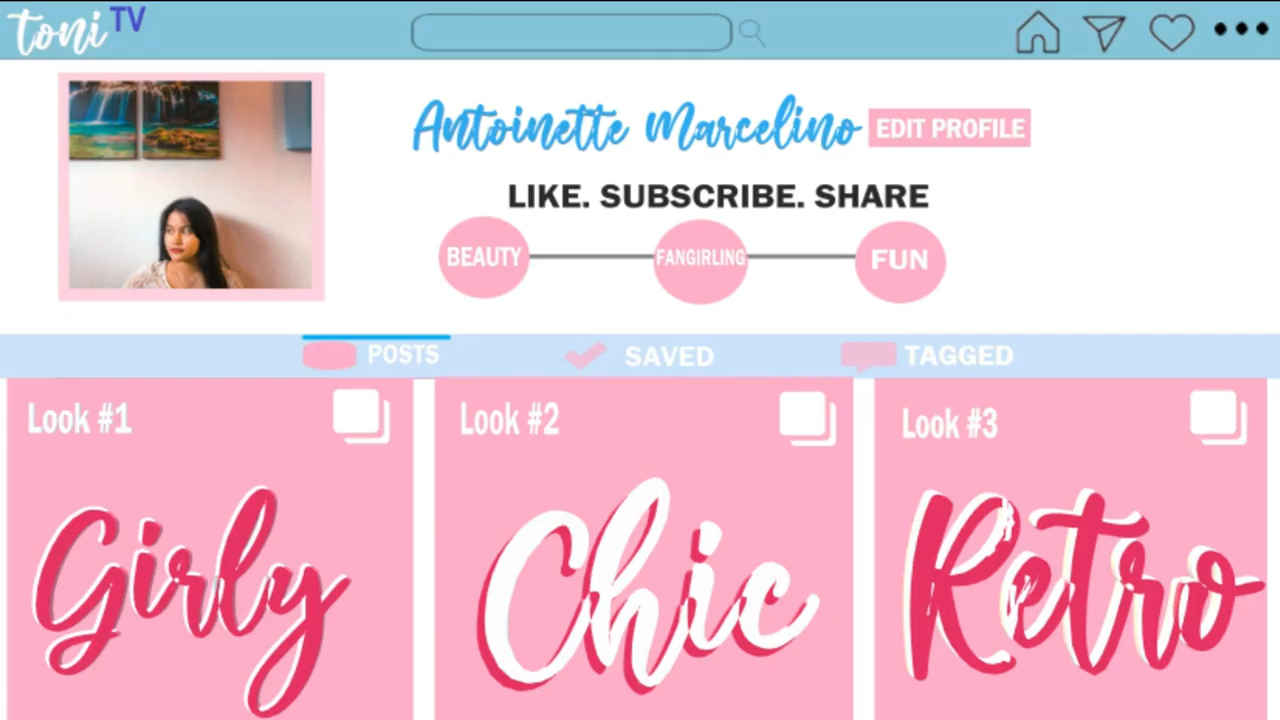 toni TV
Antoinette Marcelino EDIT PROFILE
LIKE. SUBSCRIBE. SHARE
BEAUTY FANGIRLING FUN
POSTS SAVED TAGGED
Look #1 Look #2 Look #3
Girly Chic Retro